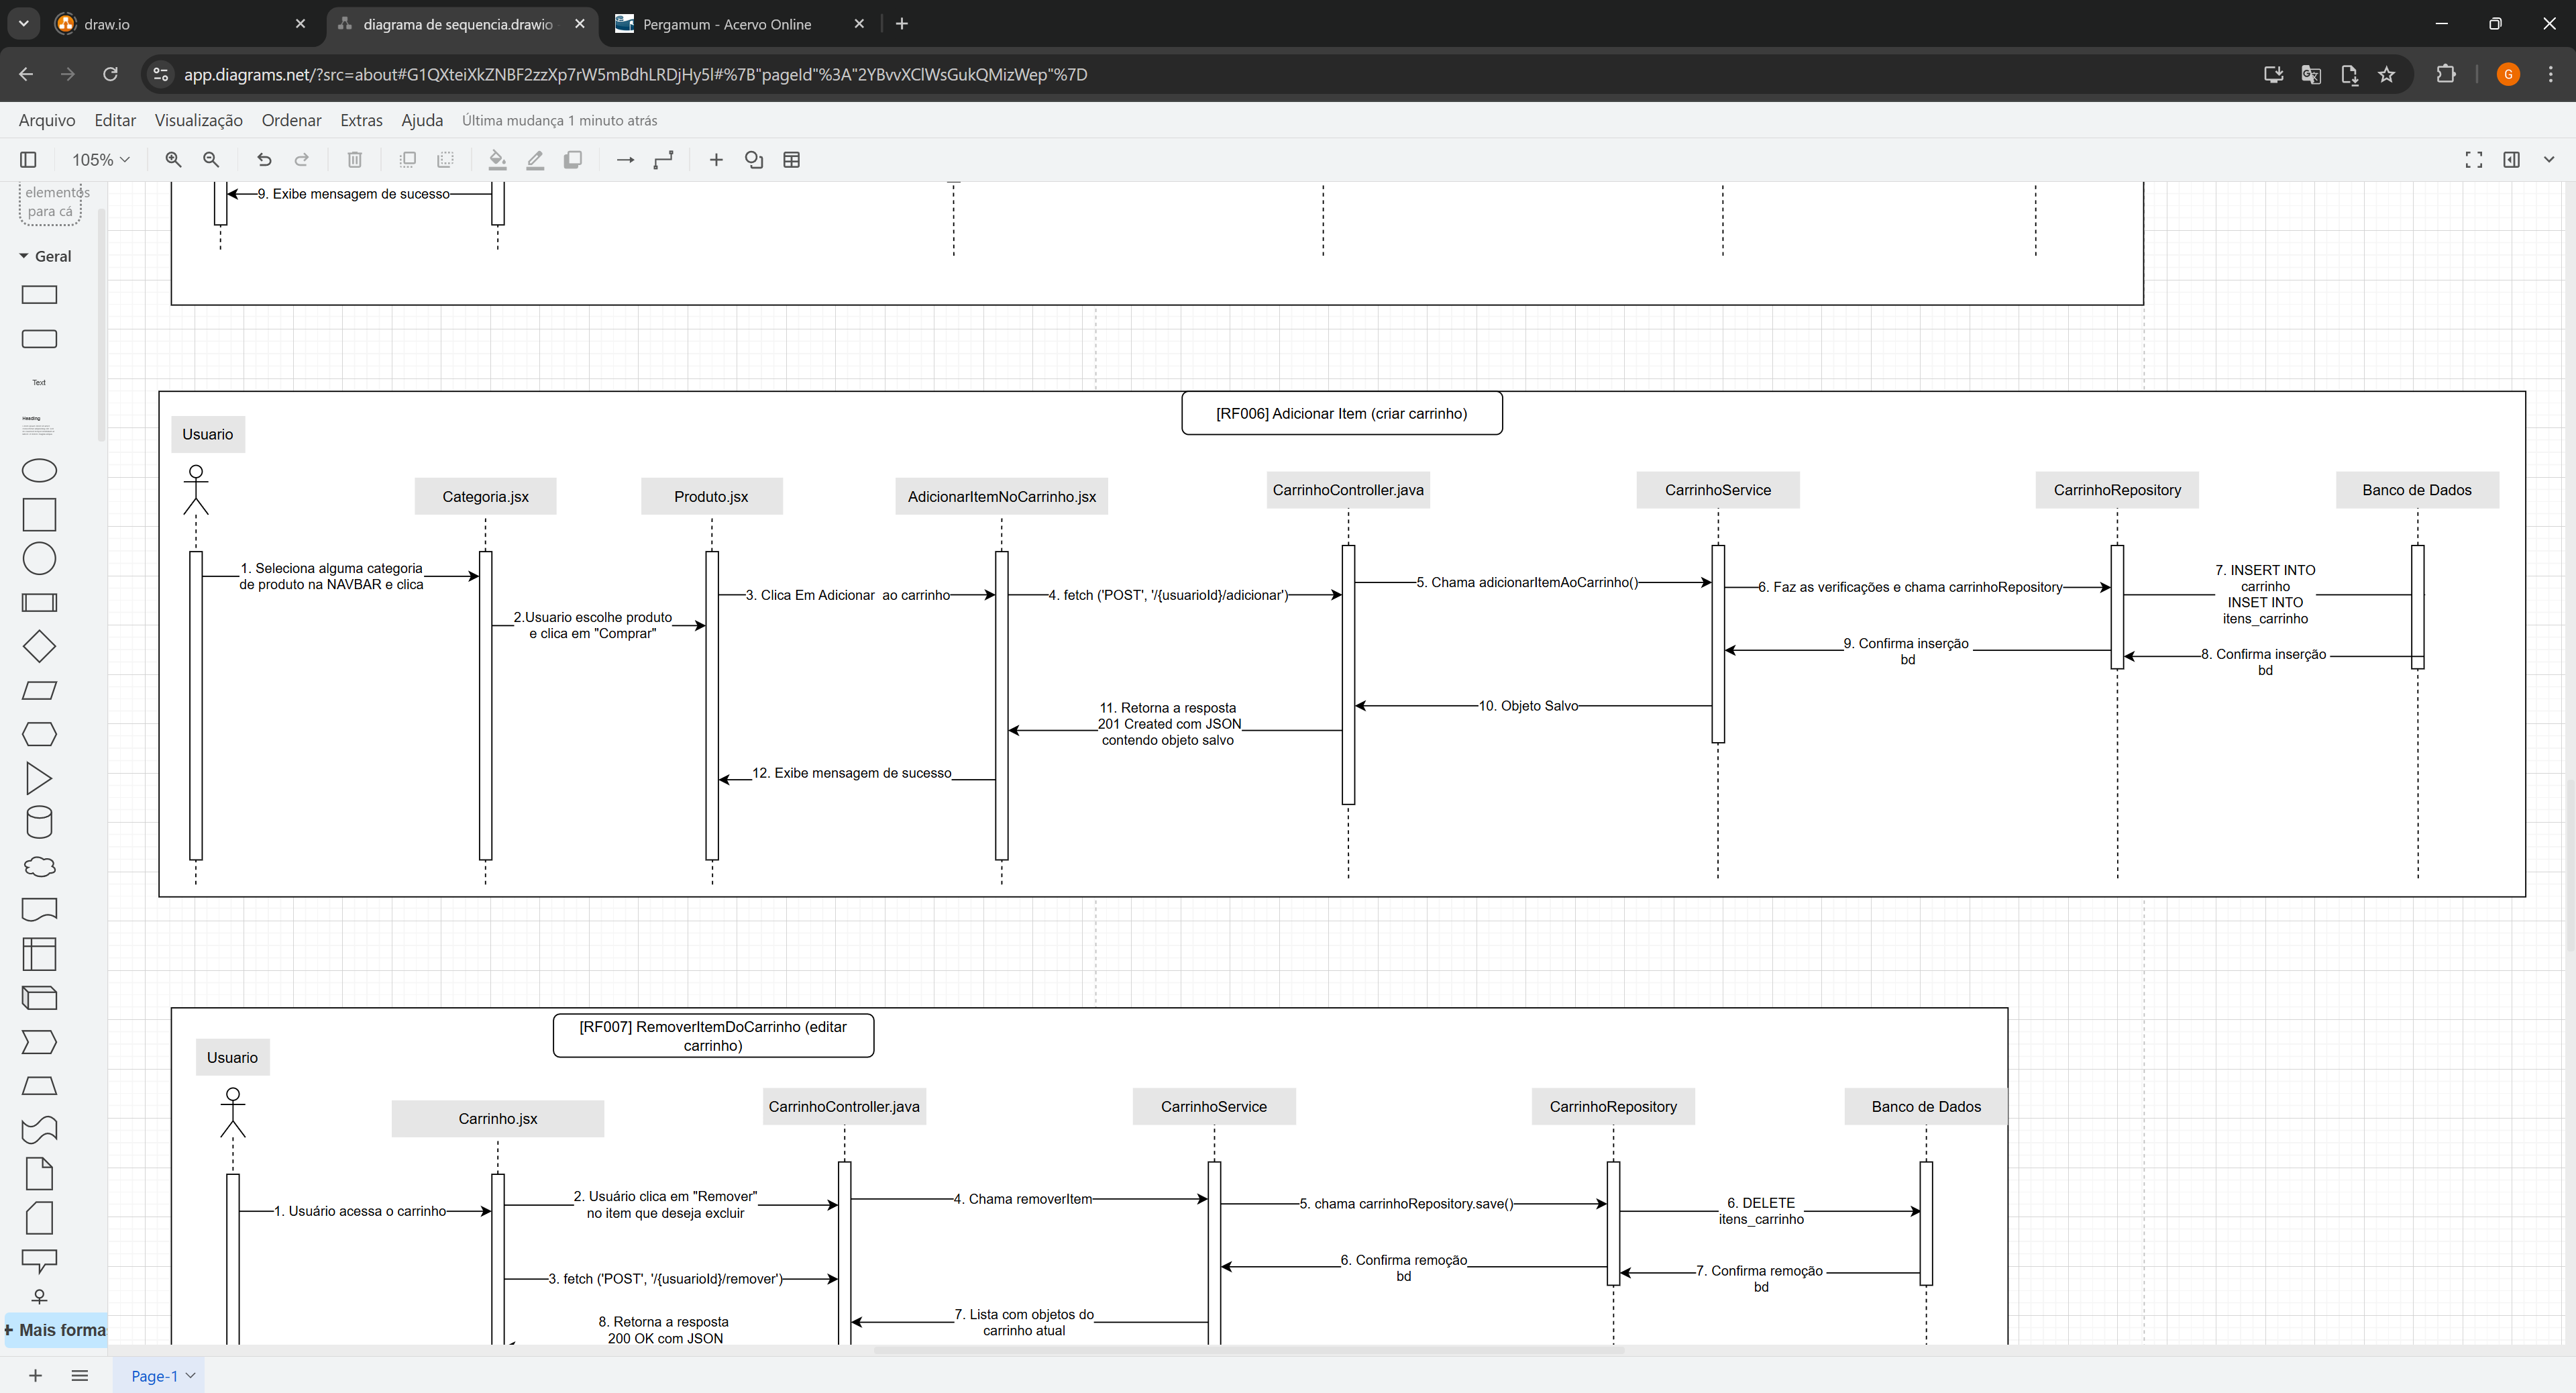 draw.io
diagrama de sequencia.drawio
Pergamum - Acervo Online
app.diagrams.net/?src=about#G1QXteiXkZNBF2zzXp7rW5mBdhLRDjHy5l#%7B"pageId"%3A"2YBvvXClWsGukQMizWep"%7D
G
Arquivo Editar Visualização Ordenar Extras Ajuda Última mudança 1 minuto atrás
105%
elementos
para cá
Geral
Text
Heading
9. Exibe mensagem de sucesso
[RF006] Adicionar Item (criar carrinho)
Usuario
Categoria.jsx
Produto.jsx
AdicionarItemNoCarrinho.jsx
CarrinhoController.java
CarrinhoService
CarrinhoRepository
Banco de Dados
1. Seleciona alguma categoria
de produto na NAVBAR e clica
2.Usuario escolhe produto
e clica em "Comprar"
3. Clica Em Adicionar ao carrinho
4. fetch ('POST', '/{usuarioId}/adicionar')
5. Chama adicionarItemAoCarrinho()
6. Faz as verificações e chama carrinhoRepository
7. INSERT INTO
carrinho
INSET INTO
itens_carrinho
8. Confirma inserção
bd
9. Confirma inserção
bd
10. Objeto Salvo
11. Retorna a resposta
201 Created com JSON
contendo objeto salvo
12. Exibe mensagem de sucesso
[RF007] RemoverItemDoCarrinho (editar
carrinho)
Usuario
Carrinho.jsx
CarrinhoController.java
CarrinhoService
CarrinhoRepository
Banco de Dados
1. Usuário acessa o carrinho
2. Usuário clica em "Remover"
no item que deseja excluir
3. fetch ('POST', '/{usuarioId}/remover')
4. Chama removerItem
5. chama carrinhoRepository.save()
6. DELETE
itens_carrinho
6. Confirma remoção
bd
7. Confirma remoção
bd
7. Lista com objetos do
carrinho atual
8. Retorna a resposta
200 OK com JSON
+ Mais forma
Page-1